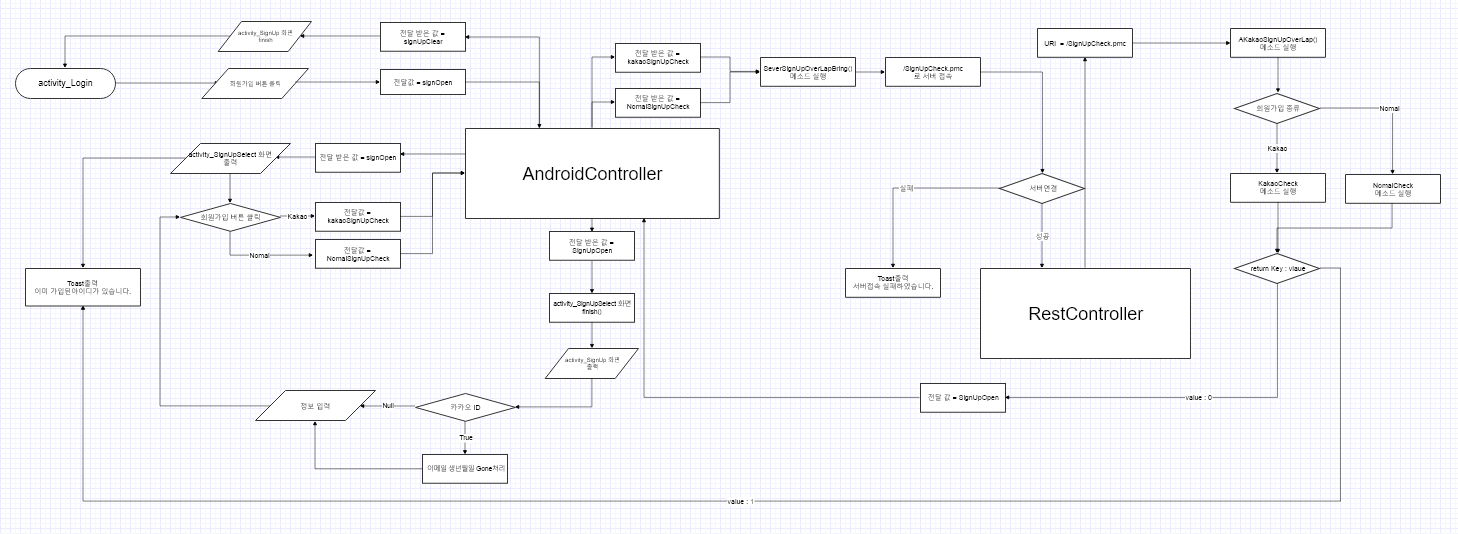 activity_SignUp 화면
finish
전달 받은 값 =
signUpClear
activity_Login
회원가입 버튼 클릭
전달값 = signOpen
전달 받은 값 =
kakaoSignUpCheck
전달 받은 값 =
NomalSignUpCheck
SeverSignUpOverLapBring()
메소드 실행
/SignUpCheck.pmc
로 서버 접속
URI = /SignUpCheck.pmc
AKakaoSignUpOverLap()
메소드 실행
회원가입 종류
Nomal
Kakao
KakaoCheck
메소드 실행
NomalCheck
메소드 실행
activity_SignUpSelect 화면
출력
전달 받은 값 = signOpen
AndroidController
회원가입 버튼 클릭
Kakao
전달값 =
kakaoSignUpCheck
Nomal
전달값 =
NomalSignUpCheck
실패
서버연결
성공
Toast출력
이미 가입된아이디가 있습니다.
전달 받은 값 =
SignUpOpen
Toast출력
서버접속 실패하였습니다.
RestController
return Key : vlaue
activity_SignUpSelect 화면
finish()
activity_SignUp 화면
출력
정보 입력
Null
카카오 ID
True
이메일 생년월일 Gone처리
전달 값 = SignUpOpen
value : 0
value : 1